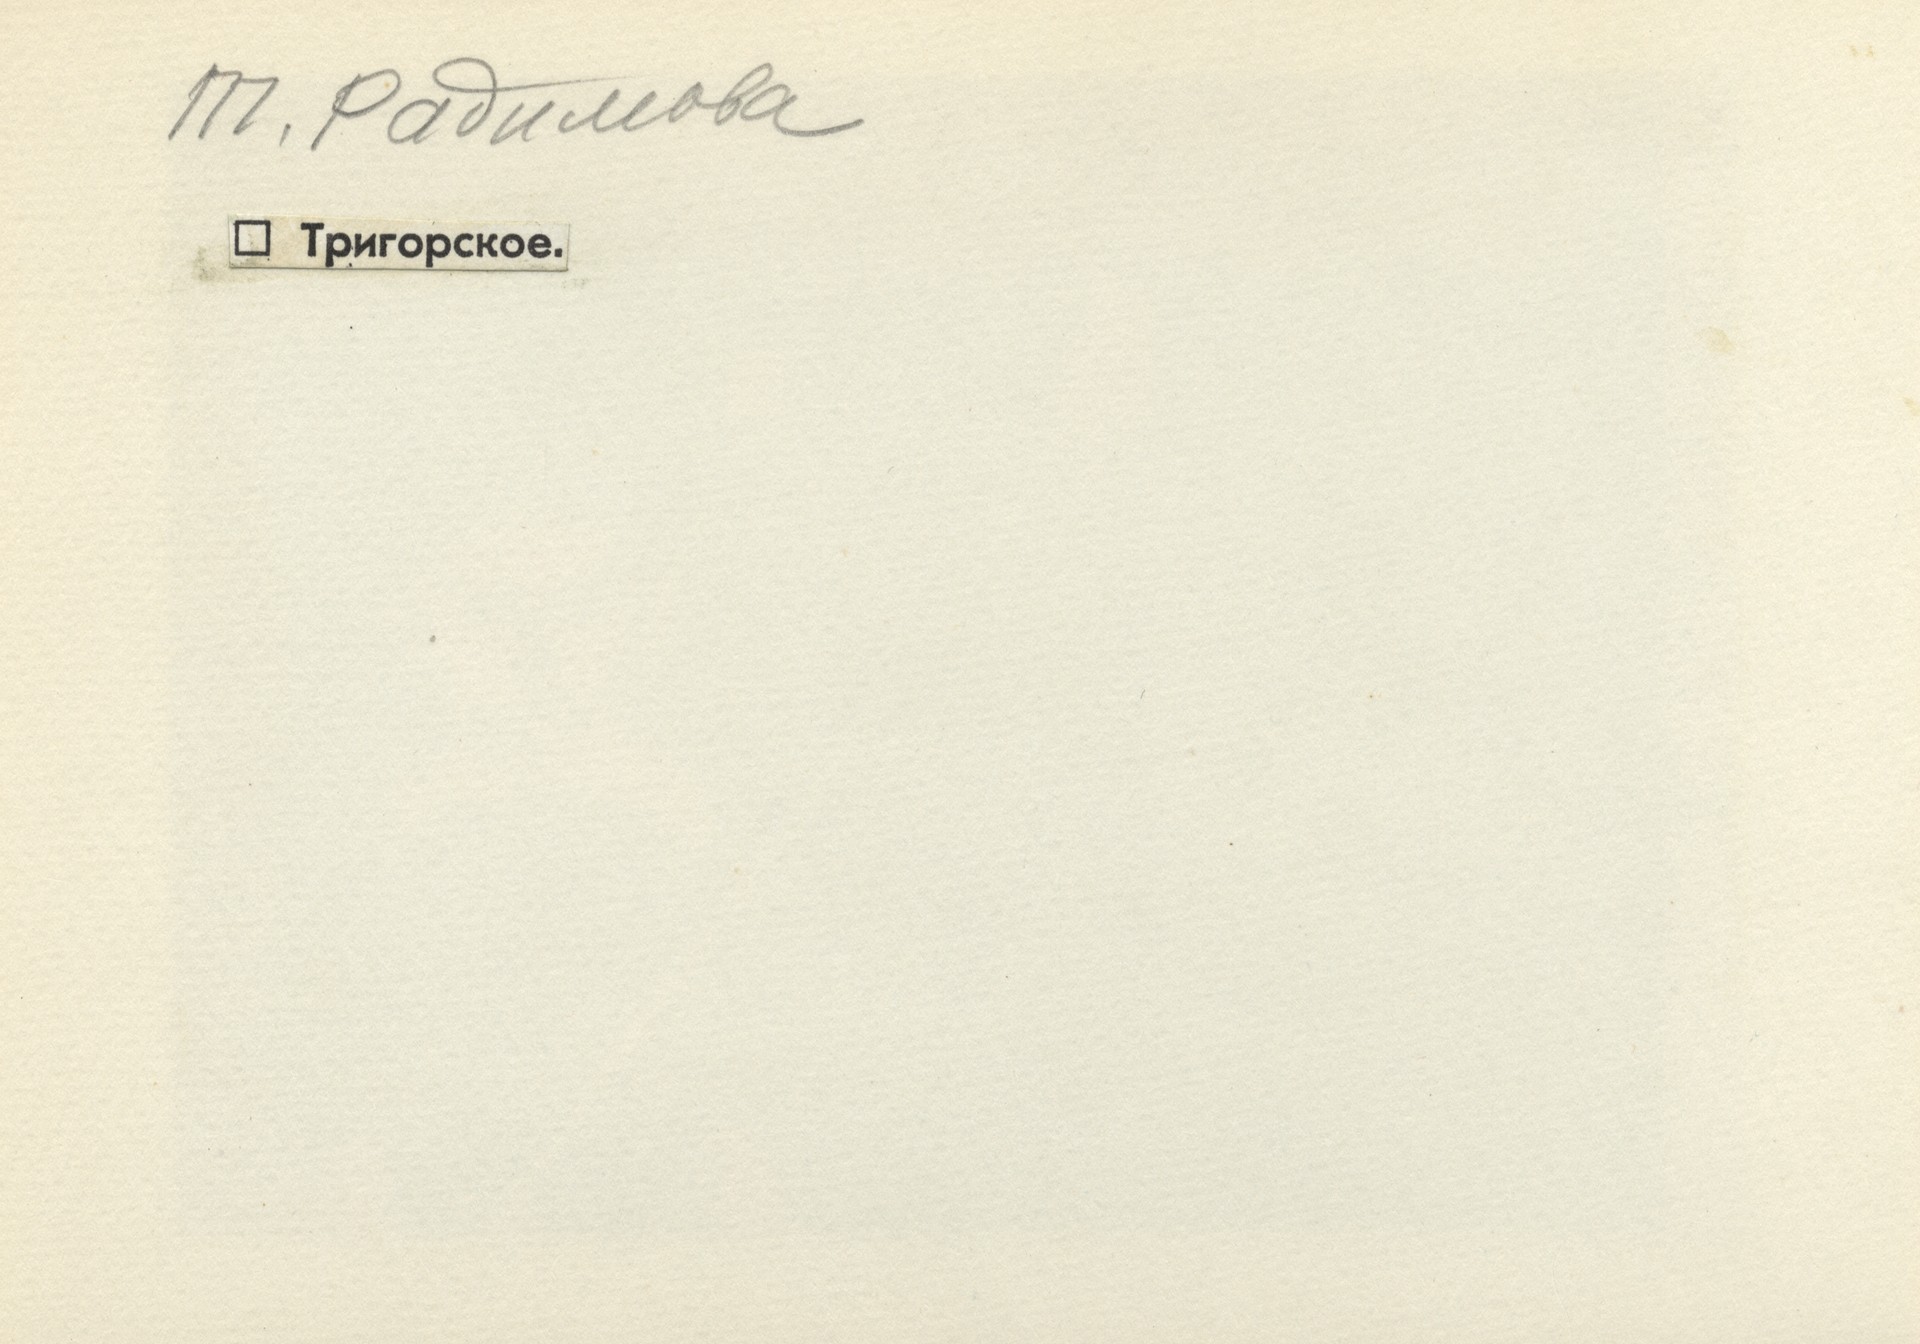 Т. Радимова
□ Тригорское.